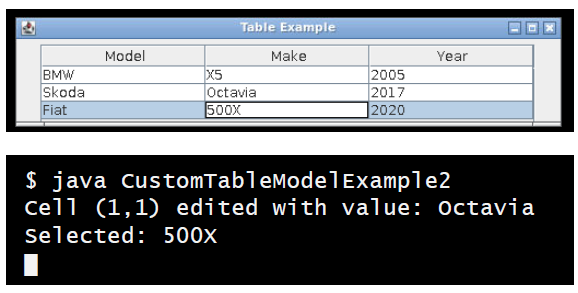 Table Example
Model Make Year
BMW X5 2005
Skoda Octavia 2017
Fiat 500X 2020
$ java CustomTableModelExample2
Cell (1,1) edited with value: Octavia
Selected: 500X